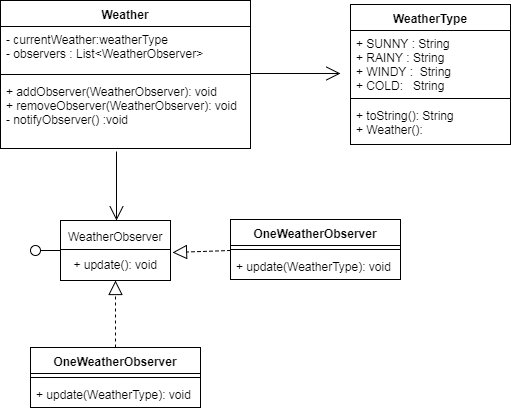 Weather
- currentWeather:weatherType
- observers : List<WeatherObserver>
+ addObserver(WeatherObserver): void
+ removeObserver(WeatherObserver): void
- notifyObserver() :void
WeatherType
+ SUNNY : String
+ RAINY : String
+ WINDY : String
+ COLD: String
+ toString(): String
+ Weather():
WeatherObserver
+ update(): void
OneWeatherObserver
+ update(WeatherType): void
OneWeatherObserver
+ update(WeatherType): void